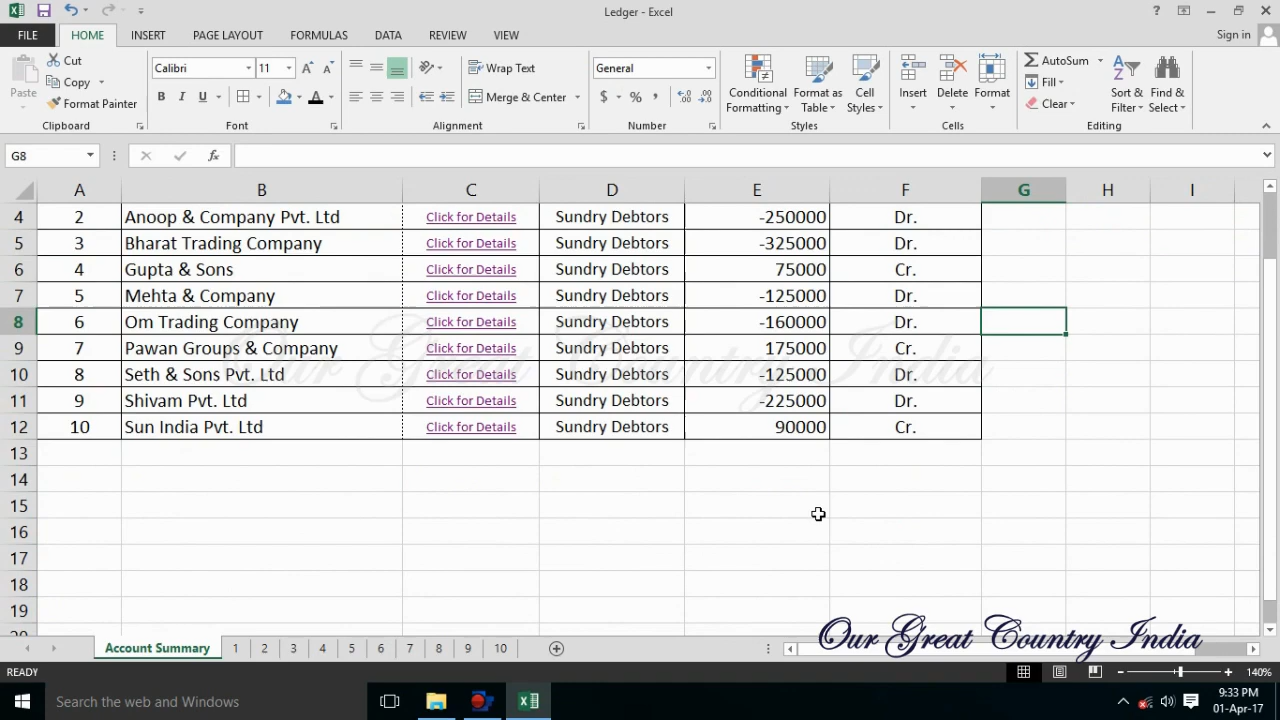 Ledger - Excel
FILE HOME INSERT PAGE LAYOUT FORMULAS DATA REVIEW VIEW Sign in
Paste Cut Copy Format Painter Clipboard
Calibri 11 B I U A Font
Wrap Text Merge & Center Alignment
General $ % , Number
Conditional Formatting Format as Table Cell Styles Styles
Insert Delete Format Cells
AutoSum Fill Clear Sort & Filter Find & Select Editing
G8 fx
A B C D E F G H I
4 2 Anoop & Company Pvt. Ltd Click for Details Sundry Debtors -250000 Dr.
5 3 Bharat Trading Company Click for Details Sundry Debtors -325000 Dr.
6 4 Gupta & Sons Click for Details Sundry Debtors 75000 Cr.
7 5 Mehta & Company Click for Details Sundry Debtors -125000 Dr.
8 6 Om Trading Company Click for Details Sundry Debtors -160000 Dr.
9 7 Pawan Groups & Company Click for Details Sundry Debtors 175000 Cr.
Our Great Country India
10 8 Seth & Sons Pvt. Ltd Click for Details Sundry Debtors -125000 Dr.
11 9 Shivam Pvt. Ltd Click for Details Sundry Debtors -225000 Dr.
12 10 Sun India Pvt. Ltd Click for Details Sundry Debtors 90000 Cr.
13
14
15
16
17
18
19
Our Great Country India
Account Summary 1 2 3 4 5 6 7 8 9 10
READY 140%
Search the web and Windows 9:33 PM
01-Apr-17